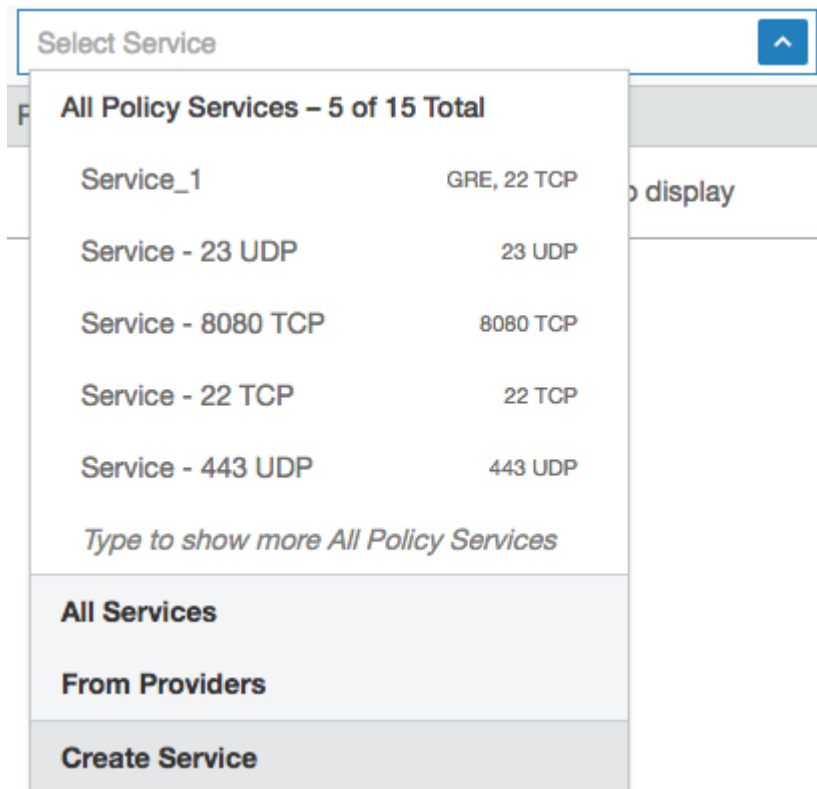 Select Service
All Policy Services – 5 of 15 Total
Service_1 GRE, 22 TCP
display
Service - 23 UDP 23 UDP
Service - 8080 TCP 8080 TCP
Service - 22 TCP 22 TCP
Service - 443 UDP 443 UDP
Type to show more All Policy Services
All Services
From Providers
Create Service